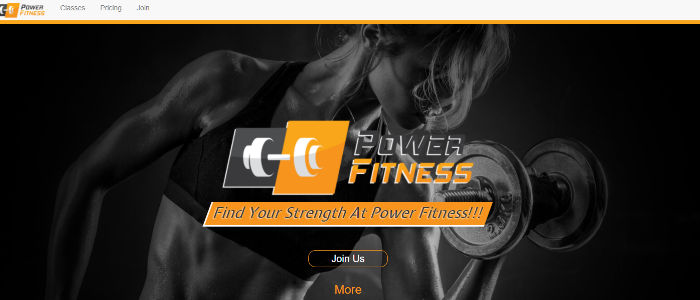 POWER
FITNESS
Classes Pricing Join
POWER
FITNESS
Find Your Strength At Power Fitness!!!
Join Us
More